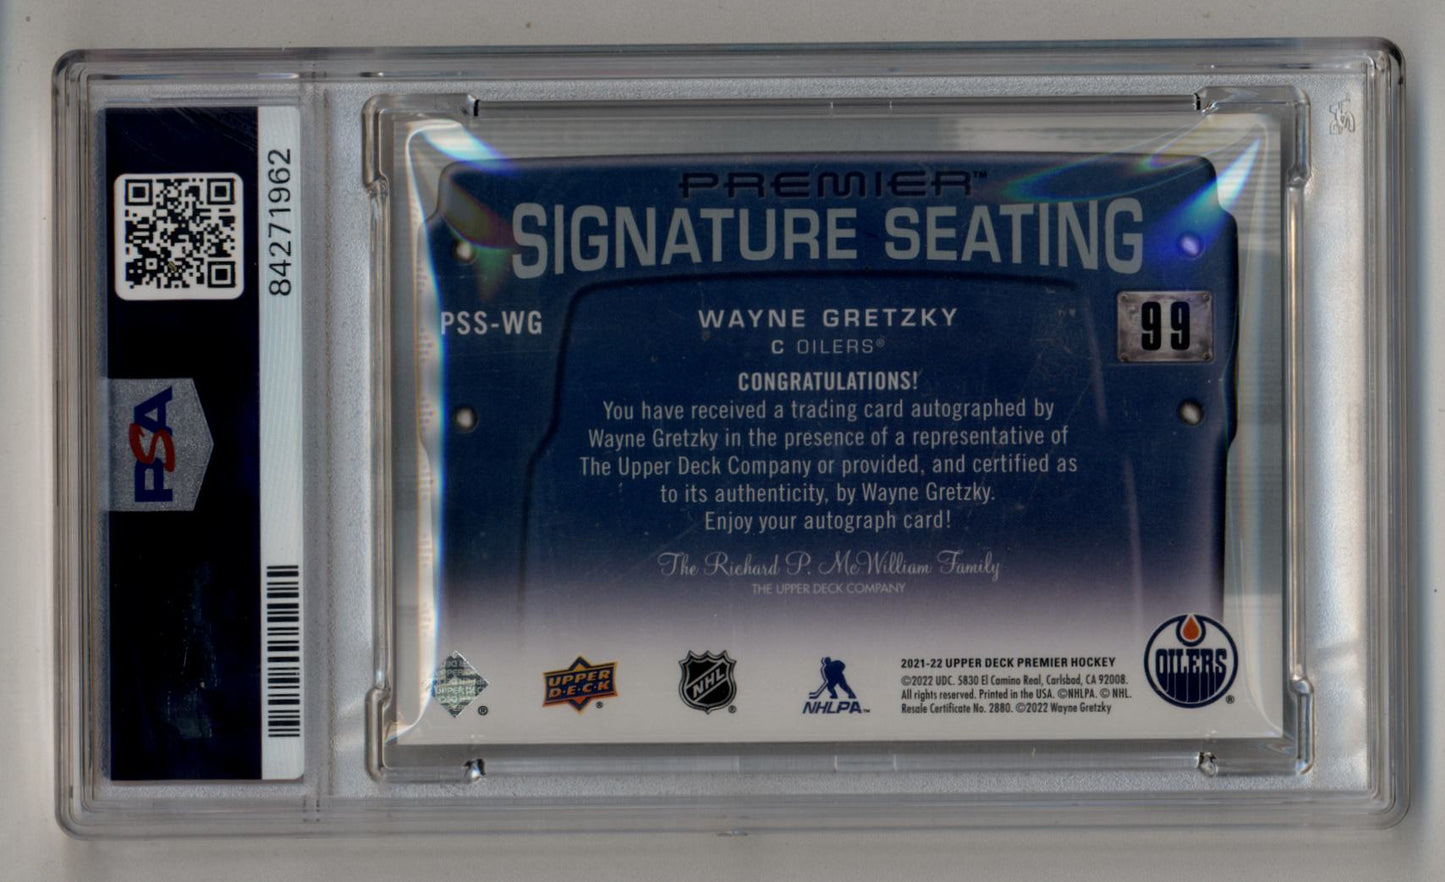 84271962
PSA
PREMIER™
SIGNATURE SEATING
PSS-WG
WAYNE GRETZKY
99
C OILERS®
CONGRATULATIONS!
You have received a trading card autographed by
Wayne Gretzky in the presence of a representative of
The Upper Deck Company or provided, and certified as
to its authenticity, by Wayne Gretzky.
Enjoy your autograph card!
The Richard P. McWilliam Family
THE UPPER DECK COMPANY
UPPER
D·E·C·K
®
NHL
®
NHLPA™
2021-22 UPPER DECK PREMIER HOCKEY
©2022 UDC. 5830 El Camino Real, Carlsbad, CA 92008.
All rights reserved. Printed in the USA. ©NHLPA. © NHL.
Resale Certificate No. 2880. ©2022 Wayne Gretzky
OILERS
®